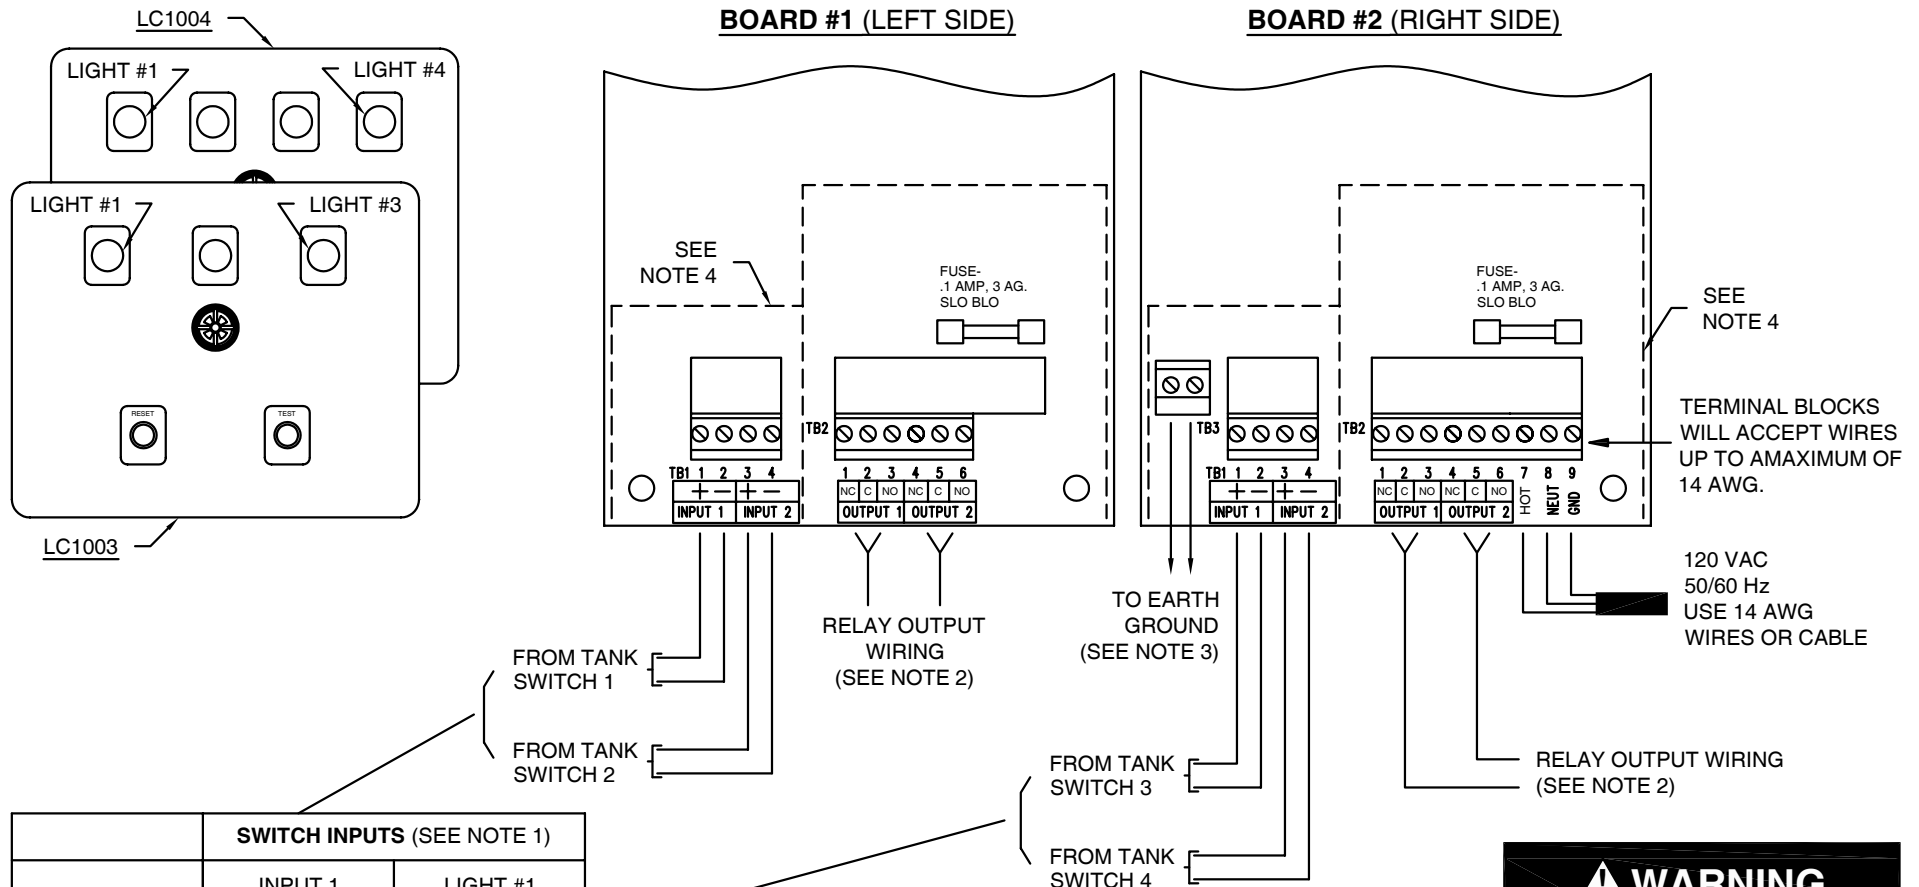 LC1004
LIGHT #1
LIGHT #4
LIGHT #1
LIGHT #3
RESET
TEST
LC1003
BOARD #1 (LEFT SIDE)
SEE
NOTE 4
FUSE-
.1 AMP, 3 AG.
SLO BLO
TB2
TB1 1 2 3 4
+ − + −
INPUT 1 INPUT 2
1 2 3 4 5 6
NC C NO NC C NO
OUTPUT 1 OUTPUT 2
FROM TANK
SWITCH 1
FROM TANK
SWITCH 2
RELAY OUTPUT
WIRING
(SEE NOTE 2)
BOARD #2 (RIGHT SIDE)
FUSE-
.1 AMP, 3 AG.
SLO BLO
SEE
NOTE 4
TB3
TB2
TB1 1 2 3 4
+ − + −
INPUT 1 INPUT 2
1 2 3 4 5 6 7 8 9
NC C NO NC C NO
OUTPUT 1 OUTPUT 2
HOT
NEUT
GND
TERMINAL BLOCKS
WILL ACCEPT WIRES
UP TO AMAXIMUM OF
14 AWG.
120 VAC
50/60 Hz
USE 14 AWG
WIRES OR CABLE
TO EARTH
GROUND
(SEE NOTE 3)
FROM TANK
SWITCH 3
FROM TANK
SWITCH 4
RELAY OUTPUT WIRING
(SEE NOTE 2)
SWITCH INPUTS (SEE NOTE 1)
INPUT 1 LIGHT #1
WARNING